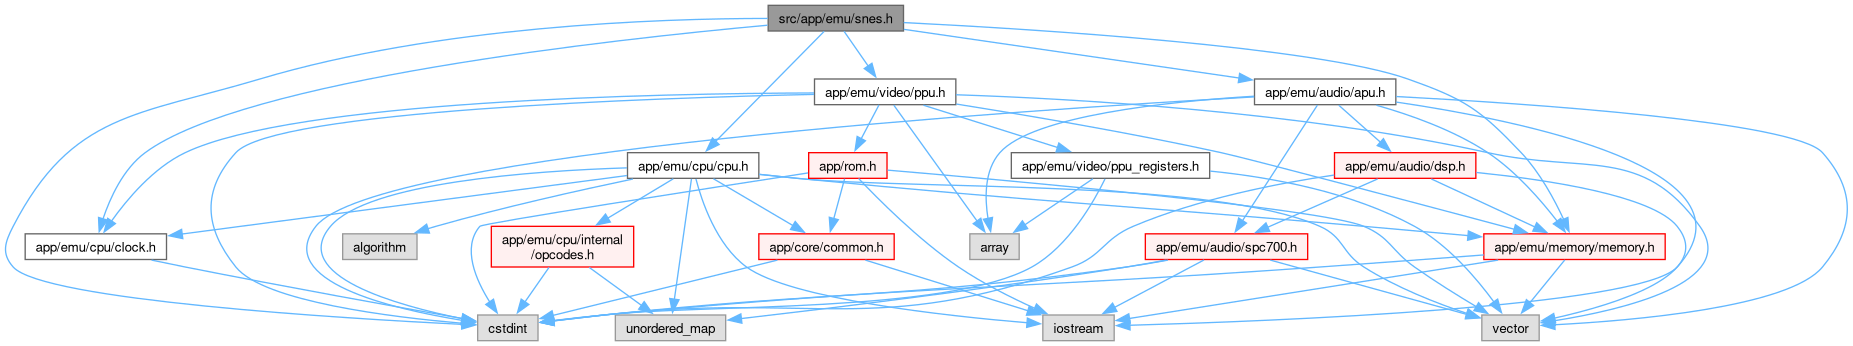 src/app/emu/snes.h
app/emu/video/ppu.h
app/emu/audio/apu.h
app/emu/cpu/cpu.h
app/rom.h
app/emu/video/ppu_registers.h
app/emu/audio/dsp.h
app/emu/cpu/clock.h
algorithm
app/emu/cpu/internal
/opcodes.h
app/core/common.h
array
app/emu/audio/spc700.h
app/emu/memory/memory.h
cstdint
unordered_map
iostream
vector